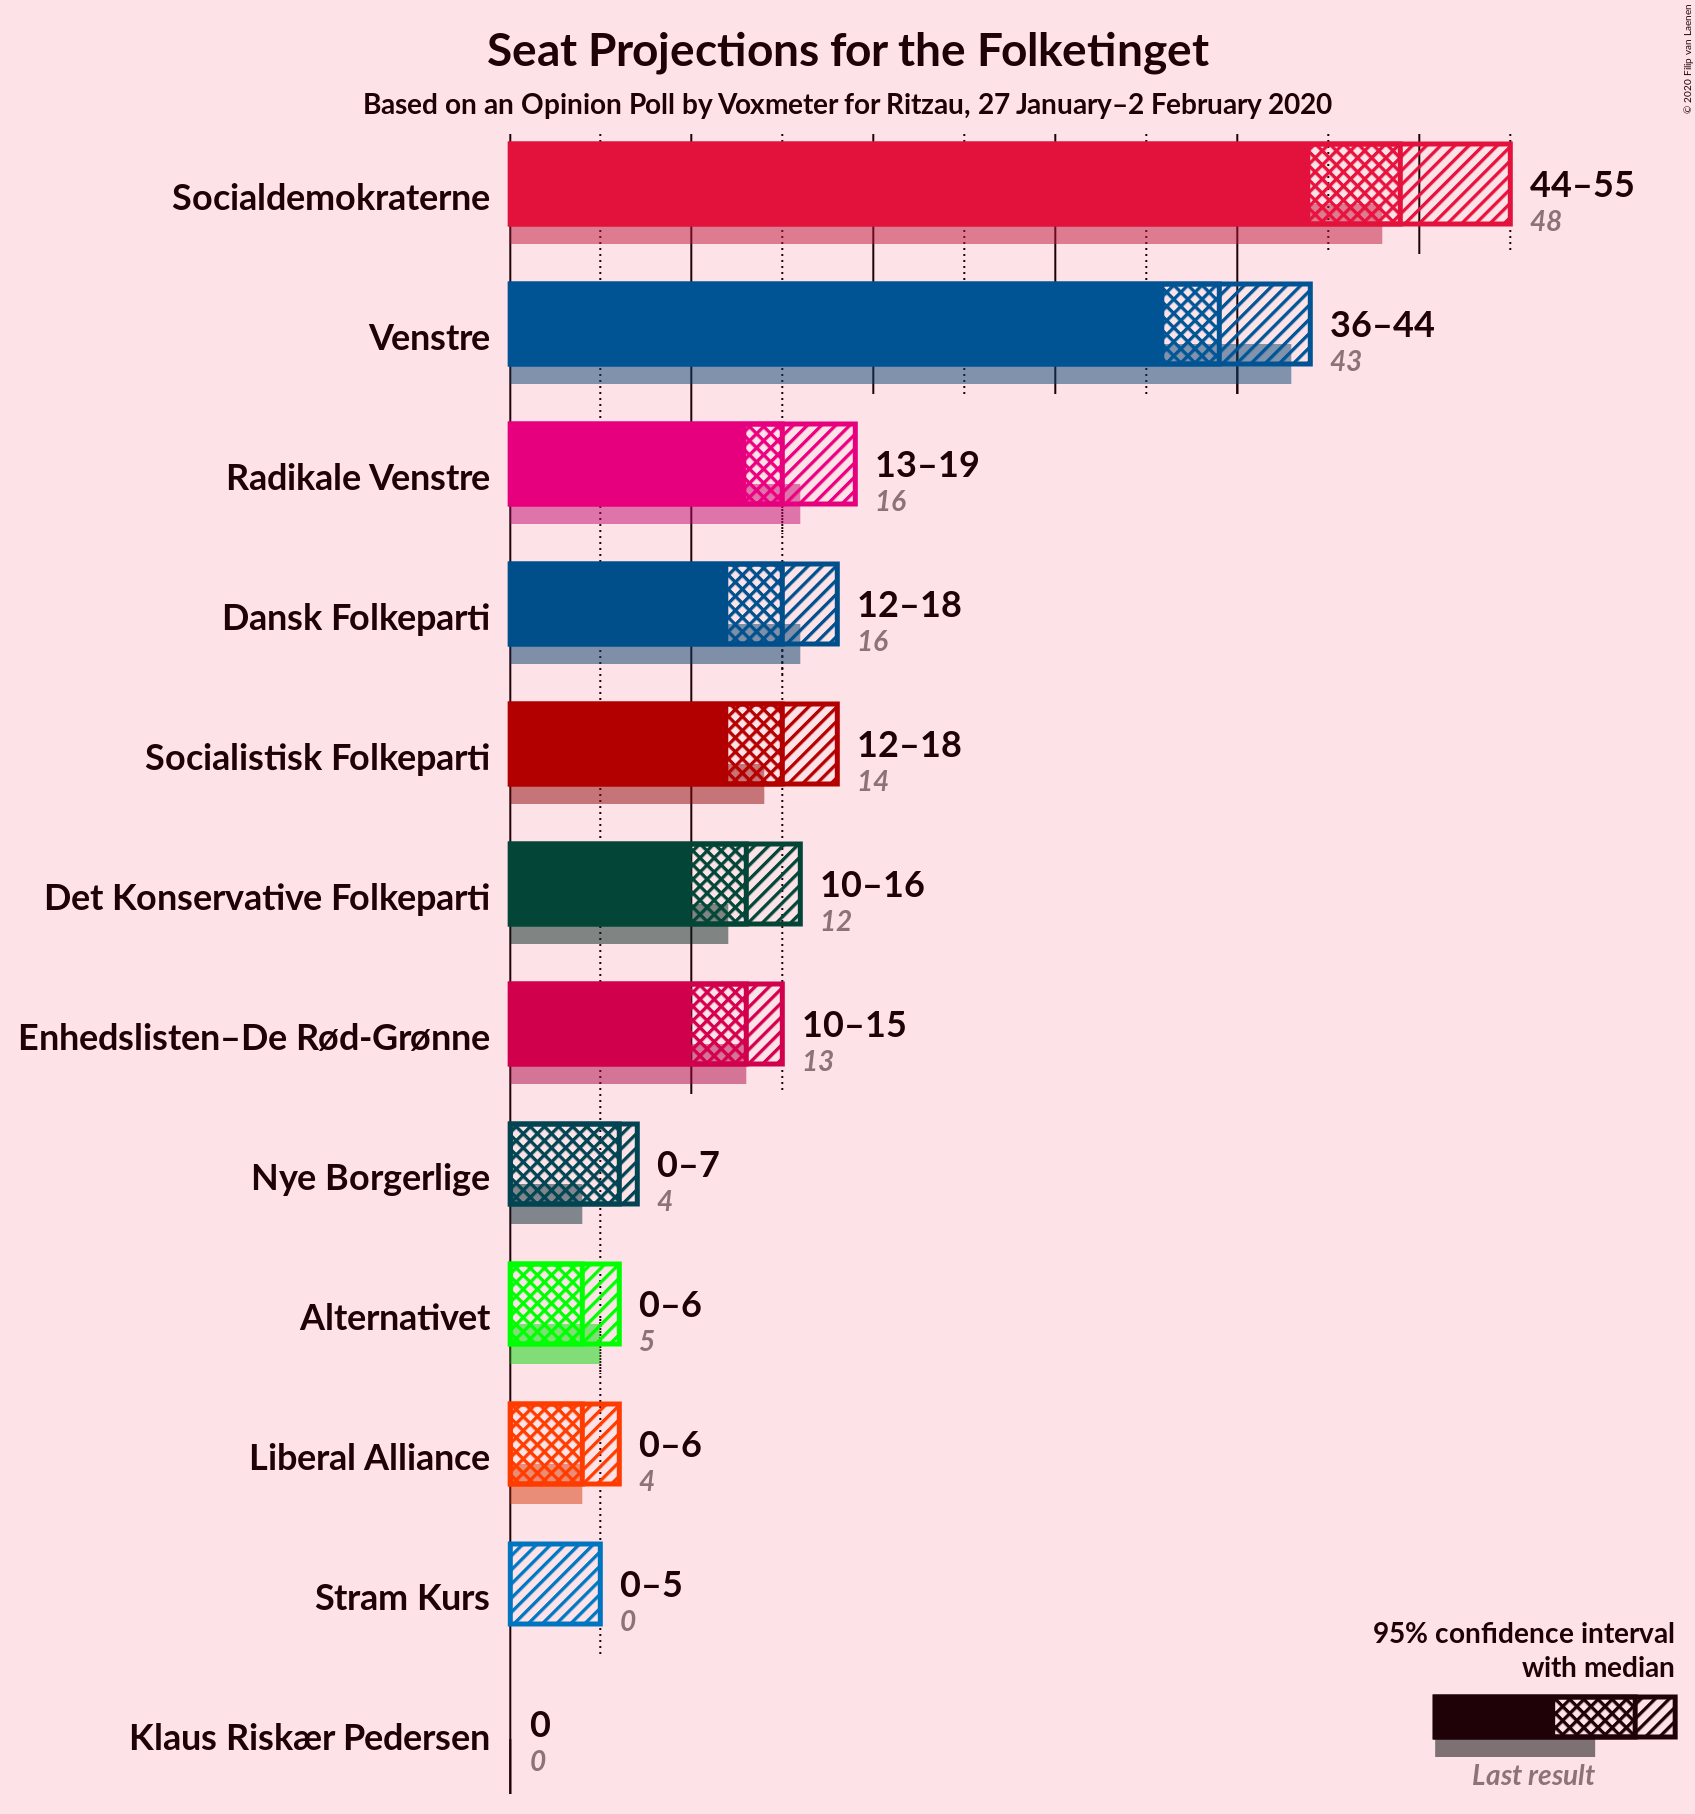 Seat Projections for the Folketinget
Based on an Opinion Poll by Voxmeter for Ritzau, 27 January–2 February 2020
© 2020 Filip van Laenen
Socialdemokraterne
44–55
48
Venstre
36–44
43
Radikale Venstre
13–19
16
Dansk Folkeparti
12–18
16
Socialistisk Folkeparti
12–18
14
Det Konservative Folkeparti
10–16
12
Enhedslisten–De Rød-Grønne
10–15
13
Nye Borgerlige
0–7
4
Alternativet
0–6
5
Liberal Alliance
0–6
4
Stram Kurs
0–5
0
Klaus Riskær Pedersen
0
0
95% confidence interval
with median
Last result